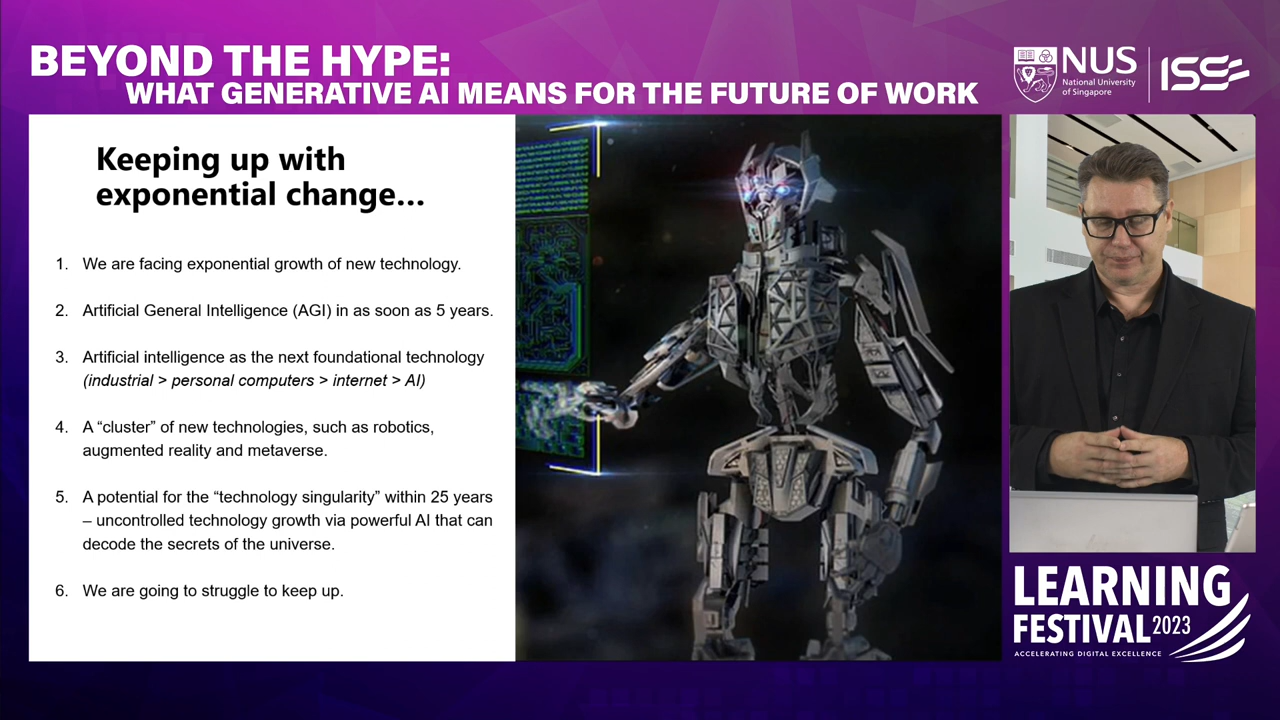 BEYOND THE HYPE:
WHAT GENERATIVE AI MEANS FOR THE FUTURE OF WORK
NUS
National University
of Singapore
ISS
Keeping up with
exponential change…
1. We are facing exponential growth of new technology.
2. Artificial General Intelligence (AGI) in as soon as 5 years.
3. Artificial intelligence as the next foundational technology
(industrial > personal computers > internet > AI)
4. A “cluster” of new technologies, such as robotics,
augmented reality and metaverse.
5. A potential for the “technology singularity” within 25 years
– uncontrolled technology growth via powerful AI that can
decode the secrets of the universe.
6. We are going to struggle to keep up.
LEARNING
FESTIVAL 2023
ACCELERATING DIGITAL EXCELLENCE